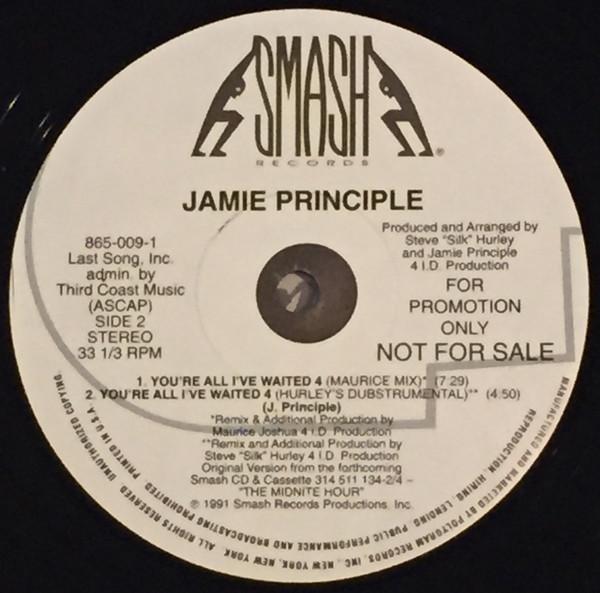 SMASH
RECORDS
JAMIE PRINCIPLE
865-009-1
Last Song, Inc.
admin. by
Third Coast Music
(ASCAP)
SIDE 2
STEREO
33 1/3 RPM
Produced and Arranged by
Steve "Silk" Hurley
and Jamie Principle
4 I.D. Production
FOR
PROMOTION
ONLY
NOT FOR SALE
1. YOU'RE ALL I'VE WAITED 4 (MAURICE MIX)* (7:29)
2. YOU'RE ALL I'VE WAITED 4 (HURLEY'S DUBSTRUMENTAL)** (4:50)
(J. Principle)
*Remix & Additional Production by
Maurice Joshua 4 I.D. Production
**Remix and Additional Production by
Steve "Silk" Hurley 4 I.D. Production
Original Version from the forthcoming
Smash CD & Cassette 314 511 134-2/4 –
"THE MIDNITE HOUR"
℗ 1991 Smash Records Productions, Inc.
MANUFACTURED AND MARKETED BY POLYGRAM RECORDS, INC., NEW YORK, NEW YORK. ALL RIGHTS RESERVED. UNAUTHORIZED COPYING,
REPRODUCTION, HIRING, LENDING, PUBLIC PERFORMANCE AND BROADCASTING PROHIBITED. PRINTED IN U.S.A.